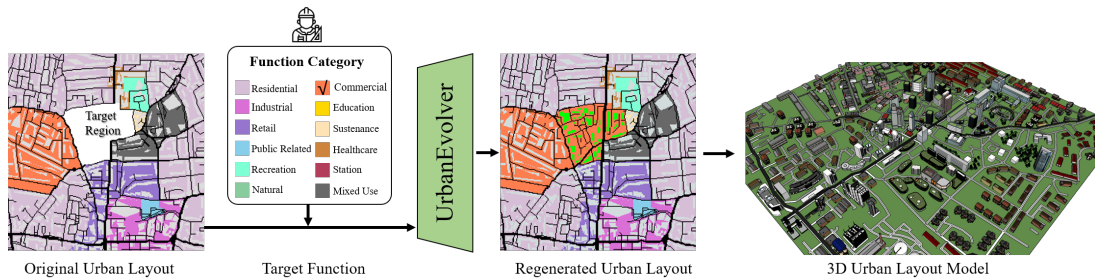 Target
Region
Function Category
Residential
Commercial
Industrial
Education
Retail
Sustenance
Public Related
Healthcare
Recreation
Station
Natural
Mixed Use
UrbanEvolver
Original Urban Layout
Target Function
Regenerated Urban Layout
3D Urban Layout Model